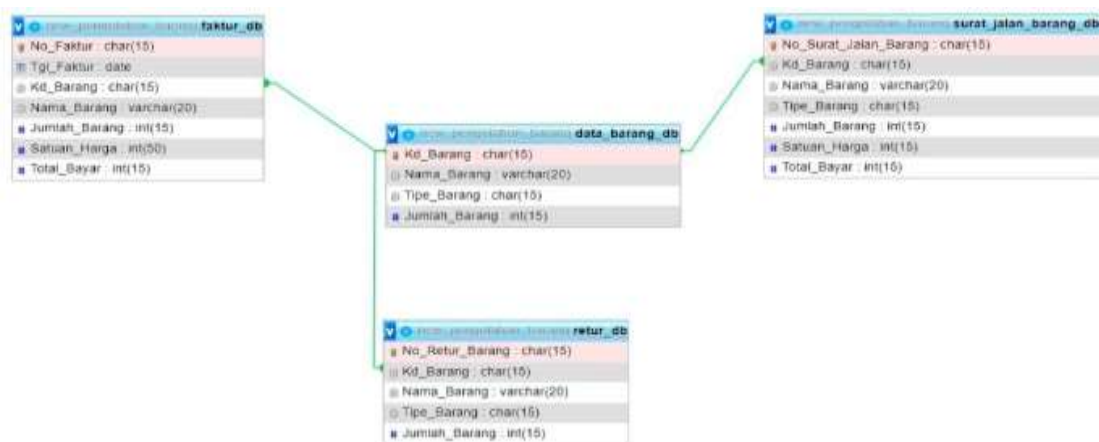 faktur_db
No_Faktur : char(15)
Tgl_Faktur : date
Kd_Barang : char(15)
Nama_Barang : varchar(20)
Jumlah_Barang : int(15)
Satuan_Harga : int(50)
Total_Bayar : int(15)
surat_jalan_barang_db
No_Surat_Jalan_Barang : char(15)
Kd_Barang : char(15)
Nama_Barang : varchar(20)
Tipe_Barang : char(15)
Jumlah_Barang : int(15)
Satuan_Harga : int(15)
Total_Bayar : int(15)
data_barang_db
Kd_Barang : char(15)
Nama_Barang : varchar(20)
Tipe_Barang : char(15)
Jumlah_Barang : int(15)
retur_db
No_Retur_Barang : char(15)
Kd_Barang : char(15)
Nama_Barang : varchar(20)
Tipe_Barang : char(15)
Jumlah_Barang : int(15)